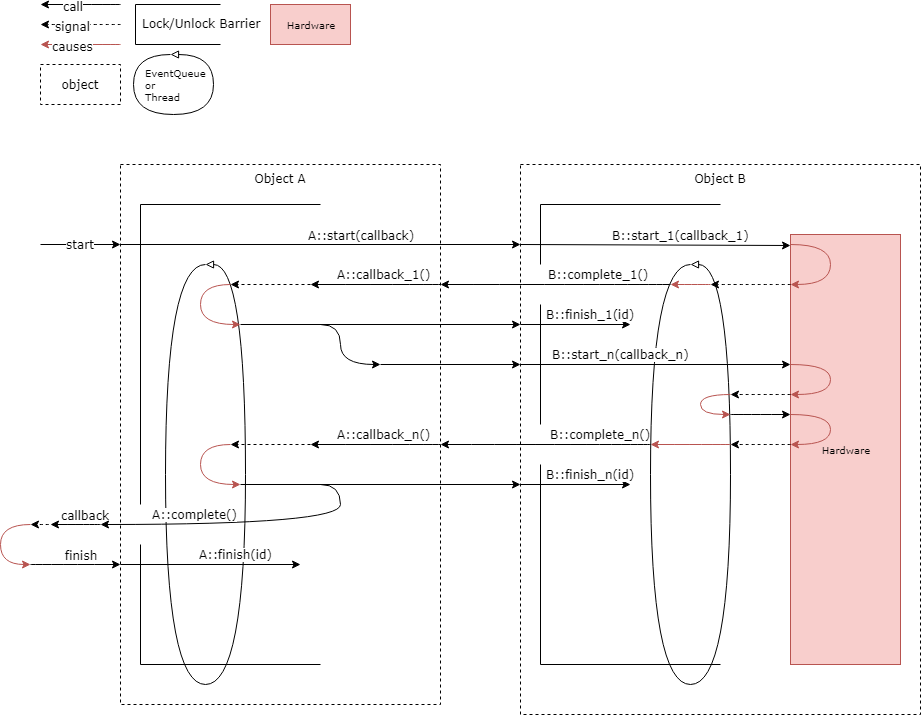 call
signal
causes
Lock/Unlock Barrier
Hardware
object
EventQueue
or
Thread
Object A
Object B
start
A::start(callback)
B::start_1(callback_1)
A::callback_1()
B::complete_1()
B::finish_1(id)
B::start_n(callback_n)
A::callback_n()
B::complete_n()
Hardware
B::finish_n(id)
callback
A::complete()
finish
A::finish(id)